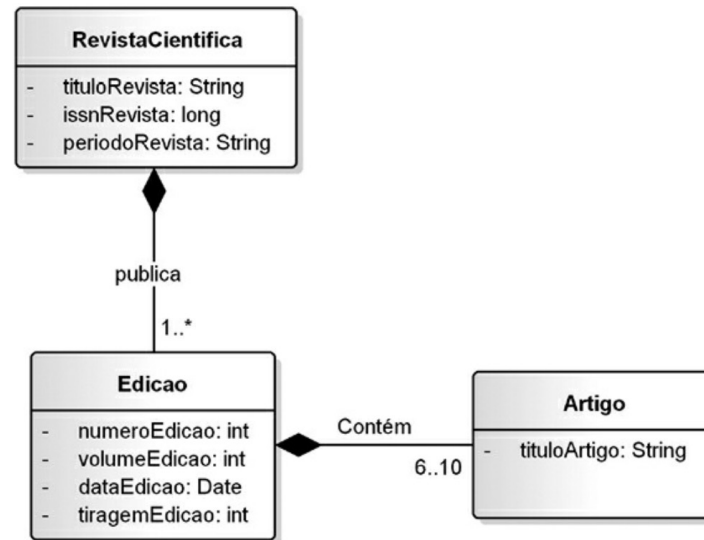 RevistaCientifica
- tituloRevista: String
- issnRevista: long
- periodoRevista: String
publica
1..*
Edicao
- numeroEdicao: int
- volumeEdicao: int
- dataEdicao: Date
- tiragemEdicao: int
Contém
6..10
Artigo
- tituloArtigo: String